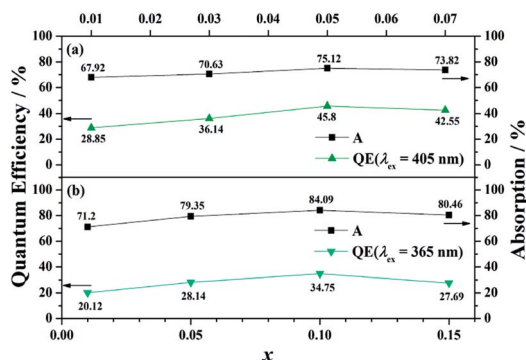 0.01 0.02 0.03 0.04 0.05 0.06 0.07
(a)
100 100
80 80
60 60
40 40
20 20
0 0
67.92 70.63 75.12 73.82
28.85 36.14 45.8 42.55
A
QE(λex = 405 nm)
Quantum Efficiency / %
Absorption / %
(b)
100 100
80 80
60 60
40 40
20 20
0 0
71.2 79.35 84.09 80.46
20.12 28.14 34.75 27.69
A
QE(λex = 365 nm)
0.00 0.05 0.10 0.15
x